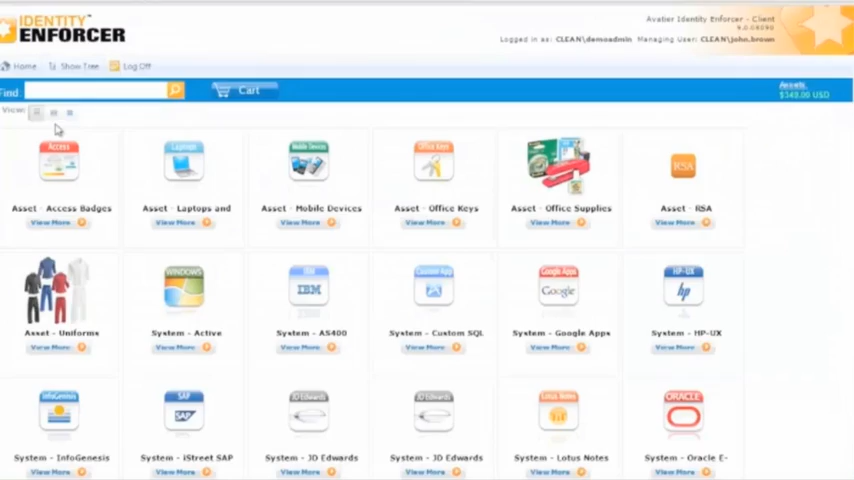 IDENTITY
ENFORCER
Avatier Identity Enforcer - Client
Logged in as: CLEAN\demoadmin Managing User: CLEAN\john.brown
Home Show Tree Log Off
Find Cart
Assets
$348.00 USD
View:
Access Laptops Mobile Devices Office Keys RSA
Asset - Access Badges Asset - Laptops and Asset - Mobile Devices Asset - Office Keys Asset - Office Supplies Asset - RSA
View More View More View More View More View More View More
WINDOWS IBM Custom App Google Apps HP-UX
IBM Google hp
Asset - Uniforms System - Active System - AS400 System - Custom SQL System - Google Apps System - HP-UX
View More View More View More View More View More View More
InfoGenesis SAP JD Edwards JD Edwards Lotus Notes ORACLE
SAP
System - InfoGenesis System - iStreet SAP System - JD Edwards System - JD Edwards System - Lotus Notes System - Oracle E-
View More View More View More View More View More View More